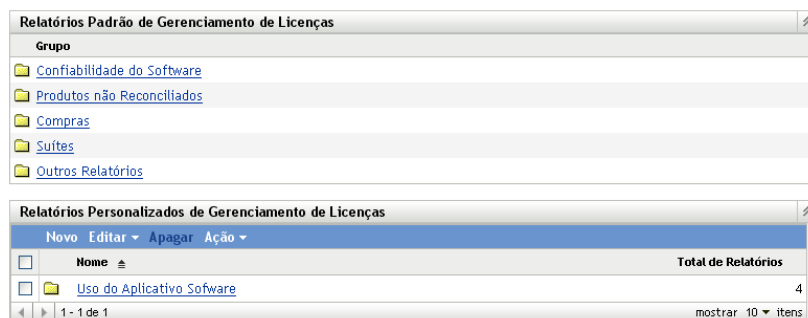 Relatórios Padrão de Gerenciamento de Licenças
Grupo
Confiabilidade do Software
Produtos não Reconciliados
Compras
Suítes
Outros Relatórios
Relatórios Personalizados de Gerenciamento de Licenças
Novo Editar Apagar Ação
Nome Total de Relatórios
Uso do Aplicativo Sofware 4
1 - 1 de 1 mostrar 10 itens